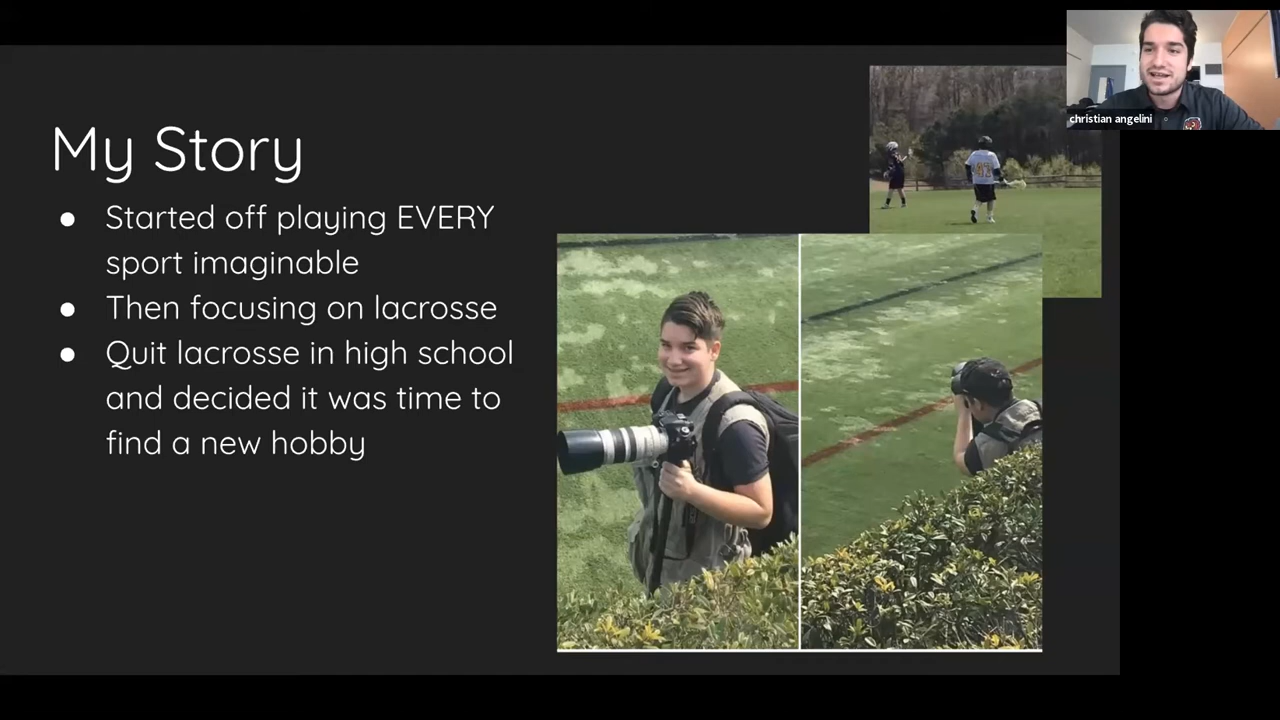 christian angelini
My Story
● Started off playing EVERY
sport imaginable
● Then focusing on lacrosse
● Quit lacrosse in high school
and decided it was time to
find a new hobby
47